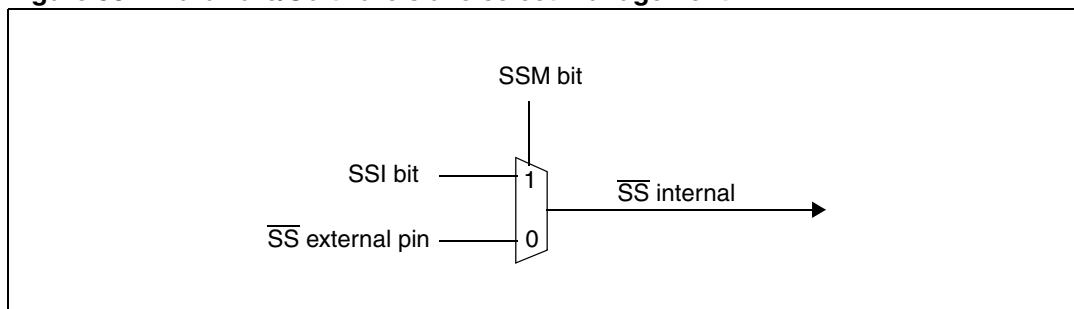 SSM bit
SSI bit
1
SS internal
SS external pin
0